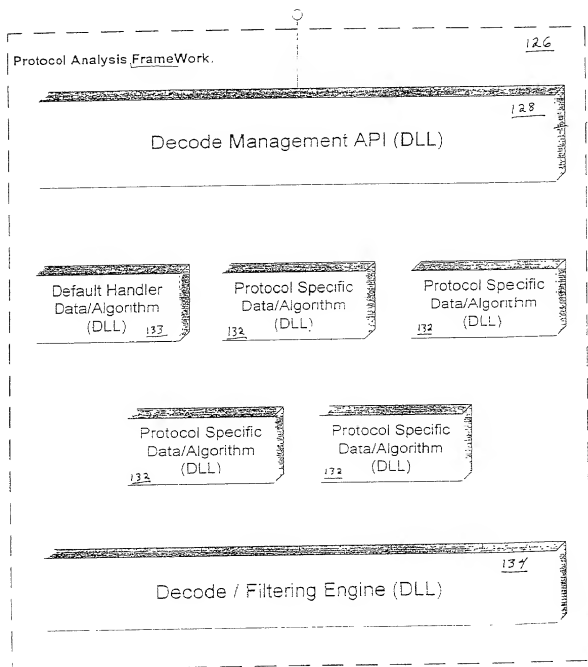 126
Protocol Analysis FrameWork.
128
Decode Management API (DLL)
Default Handler
Data/Algorithm
(DLL) 133
Protocol Specific
Data/Algorithm
(DLL)
132
Protocol Specific
Data/Algorithm
(DLL)
132
Protocol Specific
Data/Algorithm
(DLL)
132
Protocol Specific
Data/Algorithm
(DLL)
132
134
Decode / Filtering Engine (DLL)